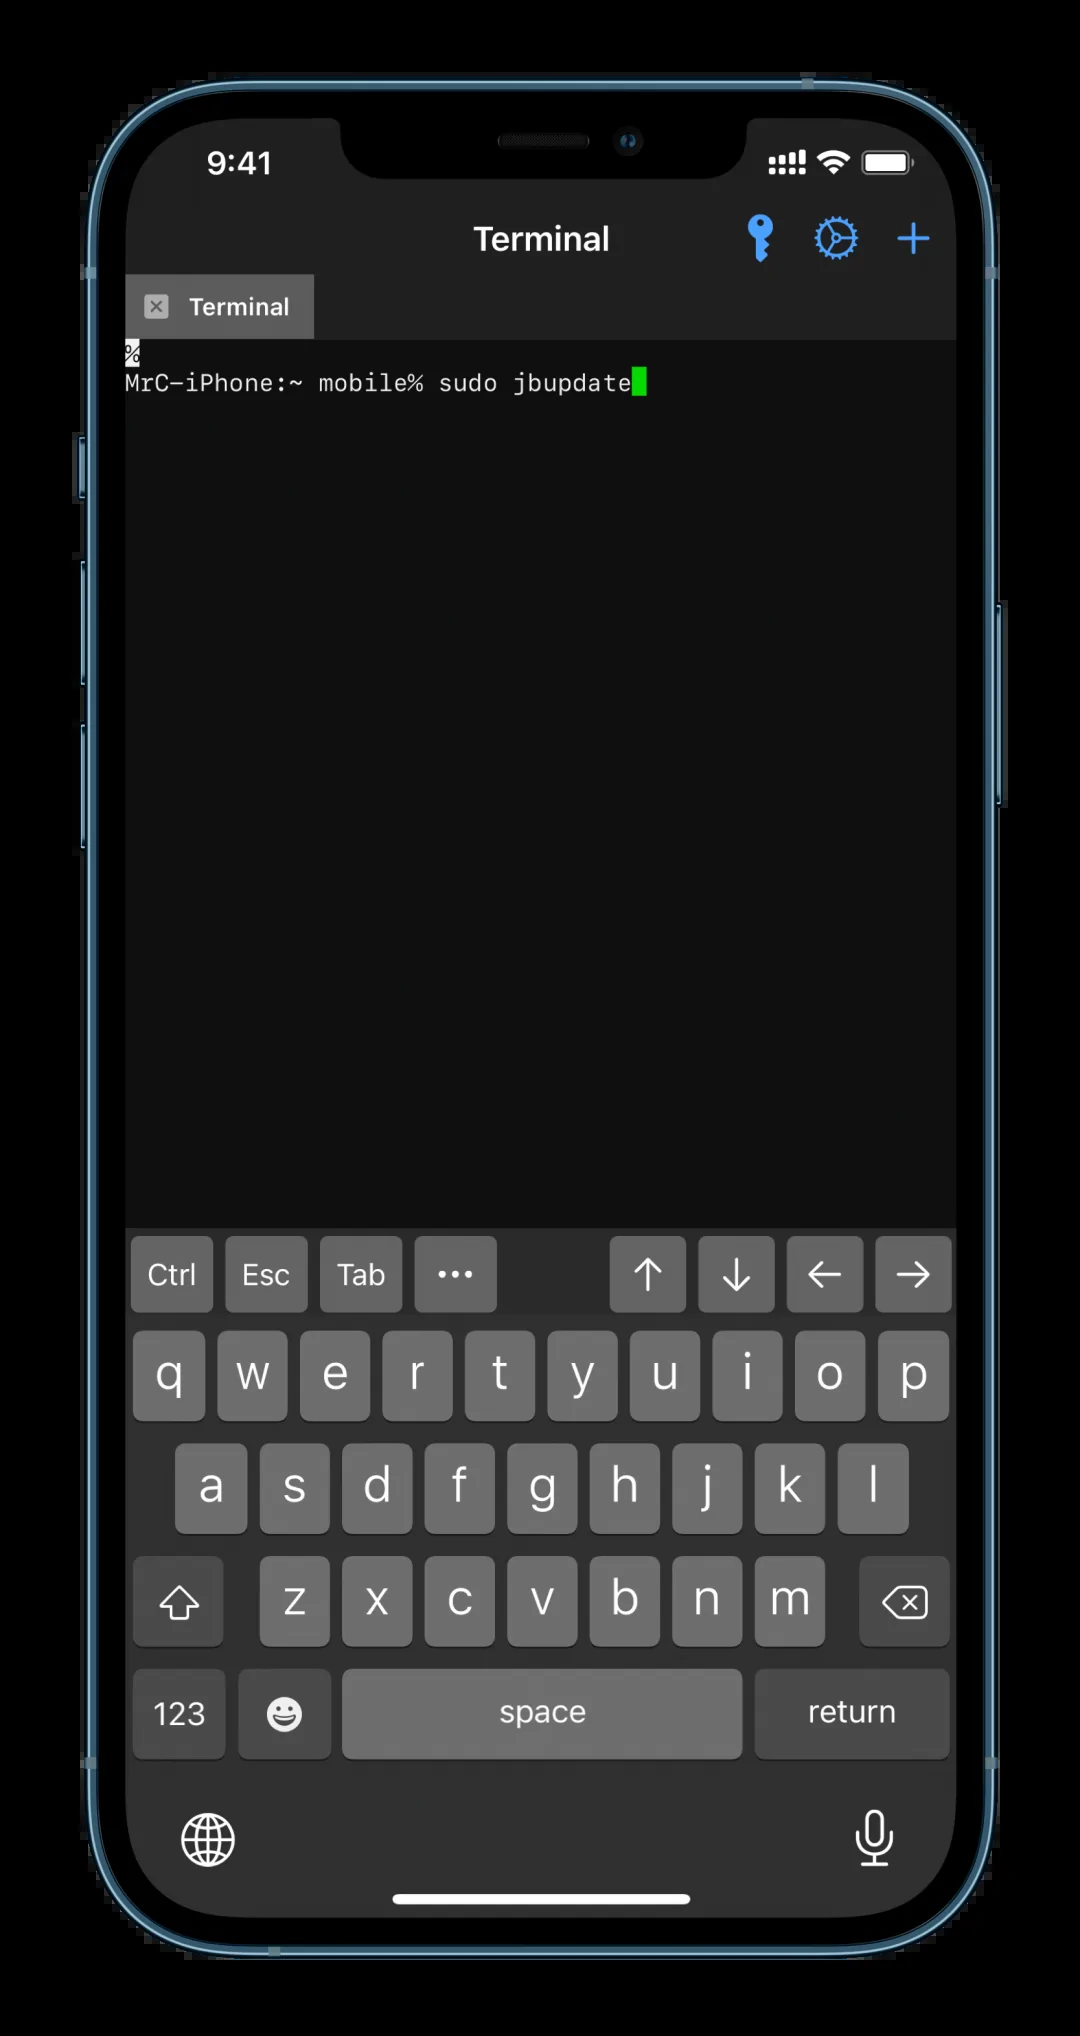 9:41
Terminal
Terminal
%
MrC-iPhone:~ mobile% sudo jbupdate
Ctrl Esc Tab •••  ↑ ↓ ← →
q w e r t y u i o p
a s d f g h j k l
z x c v b n m
123 space return